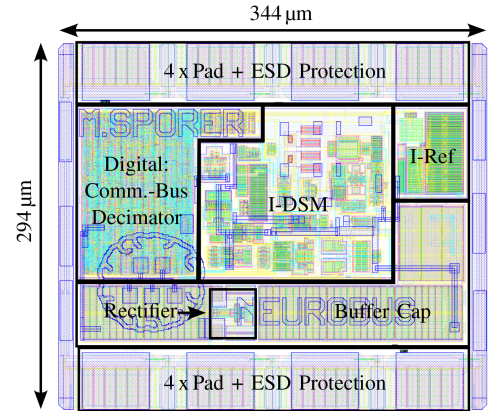 344 µm
294 µm
4 x Pad + ESD Protection
M.SPORER
Digital:
Comm.-Bus
Decimator
I-DSM
I-Ref
Rectifier
NEUROBUS
Buffer Cap
4 x Pad + ESD Protection